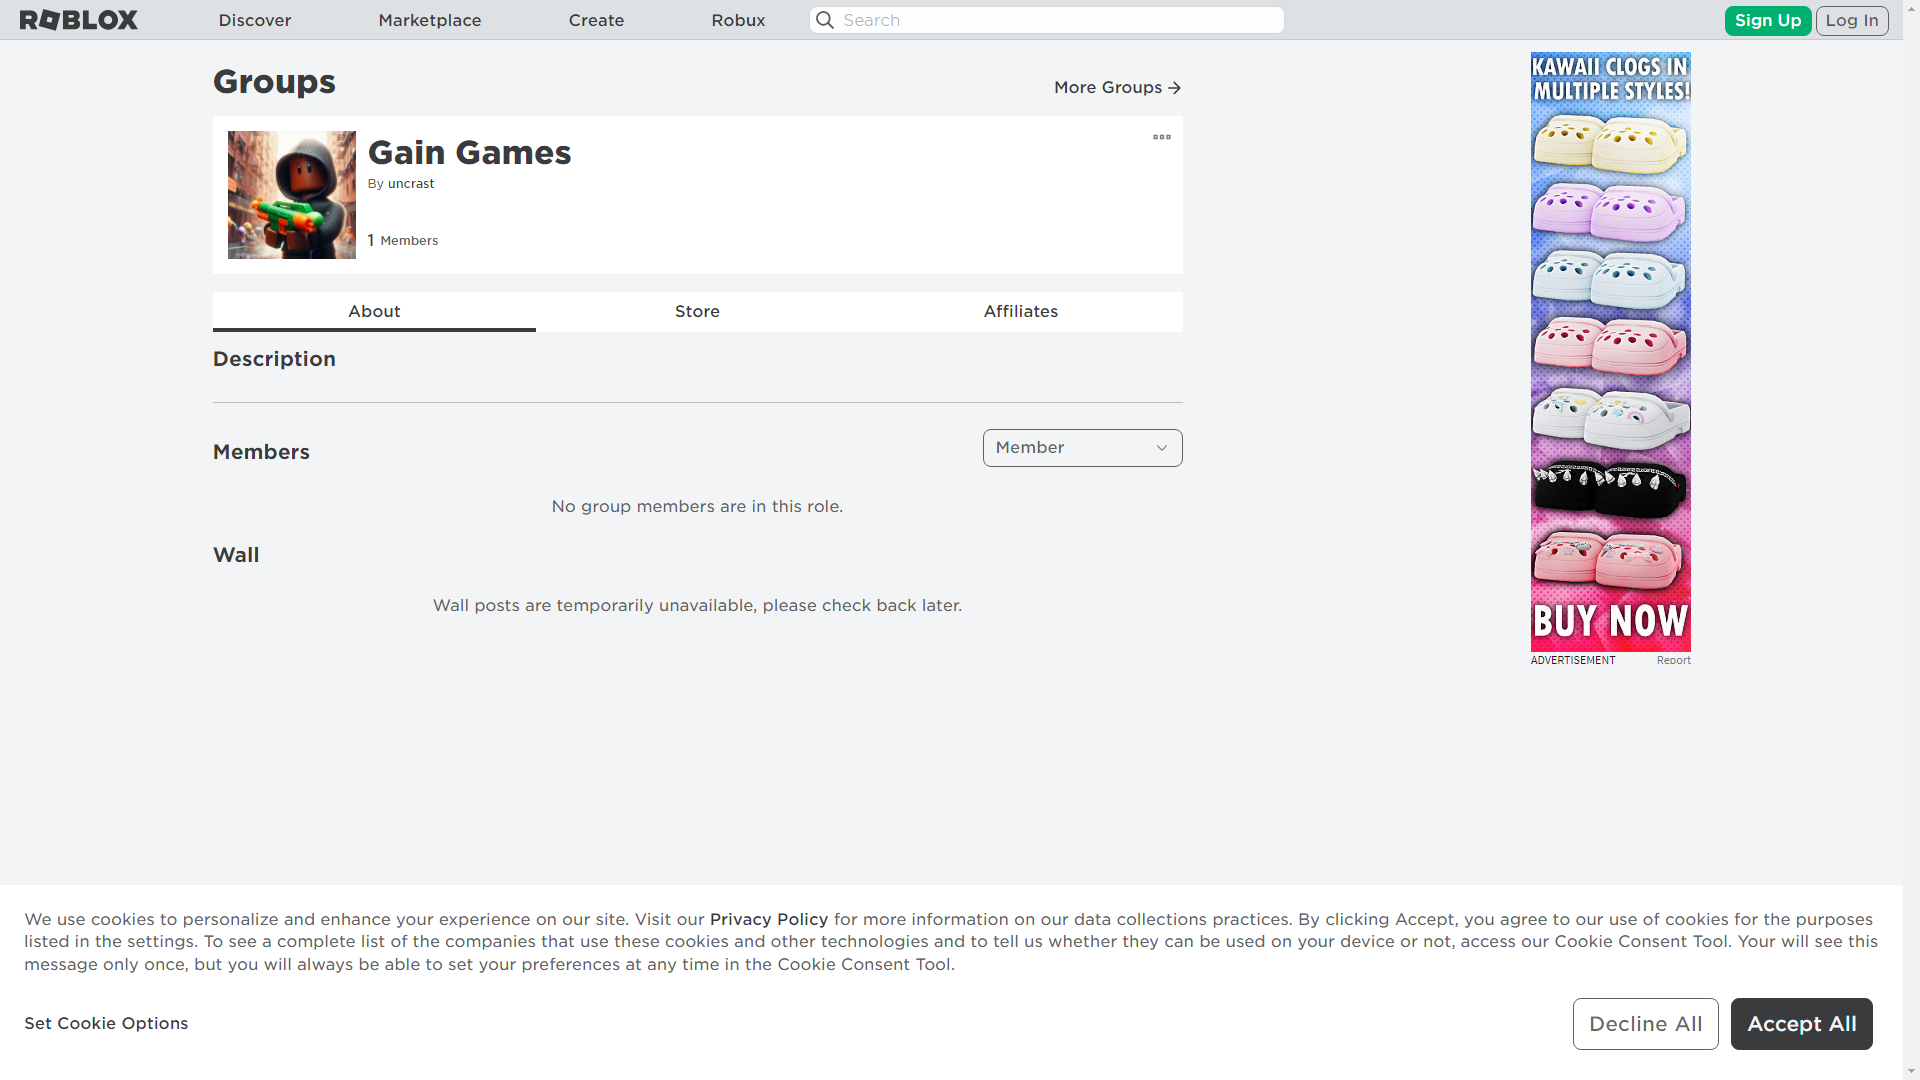 ROBLOX
Discover
Marketplace
Create
Robux
Search
Sign Up
Log In
Groups
More Groups
Gain Games
By uncrast
1 Members
About
Store
Affiliates
Description
Members
Member
No group members are in this role.
Wall
Wall posts are temporarily unavailable, please check back later.
KAWAII CLOGS IN
MULTIPLE STYLES!
BUY NOW
ADVERTISEMENT
Report
We use cookies to personalize and enhance your experience on our site. Visit our Privacy Policy for more information on our data collections practices. By clicking Accept, you agree to our use of cookies for the purposes
listed in the settings. To see a complete list of the companies that use these cookies and other technologies and to tell us whether they can be used on your device or not, access our Cookie Consent Tool. Your will see this
message only once, but you will always be able to set your preferences at any time in the Cookie Consent Tool.
Set Cookie Options
Decline All
Accept All